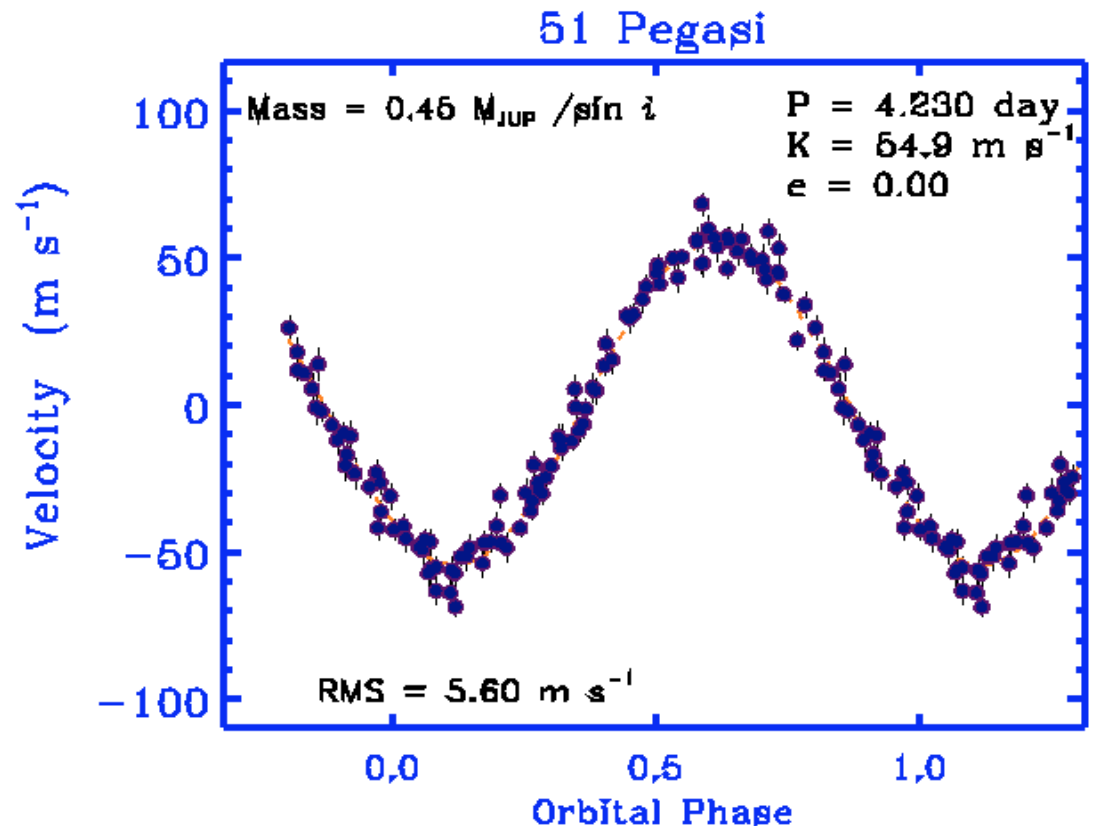 51 Pegasi
Mass = 0.45 M_JUP /sin i
P = 4.230 day
K = 54.9 m s⁻¹
e = 0.00
100
50
0
−50
−100
Velocity (m s⁻¹)
RMS = 5.60 m s⁻¹
0.0 0.5 1.0
Orbital Phase